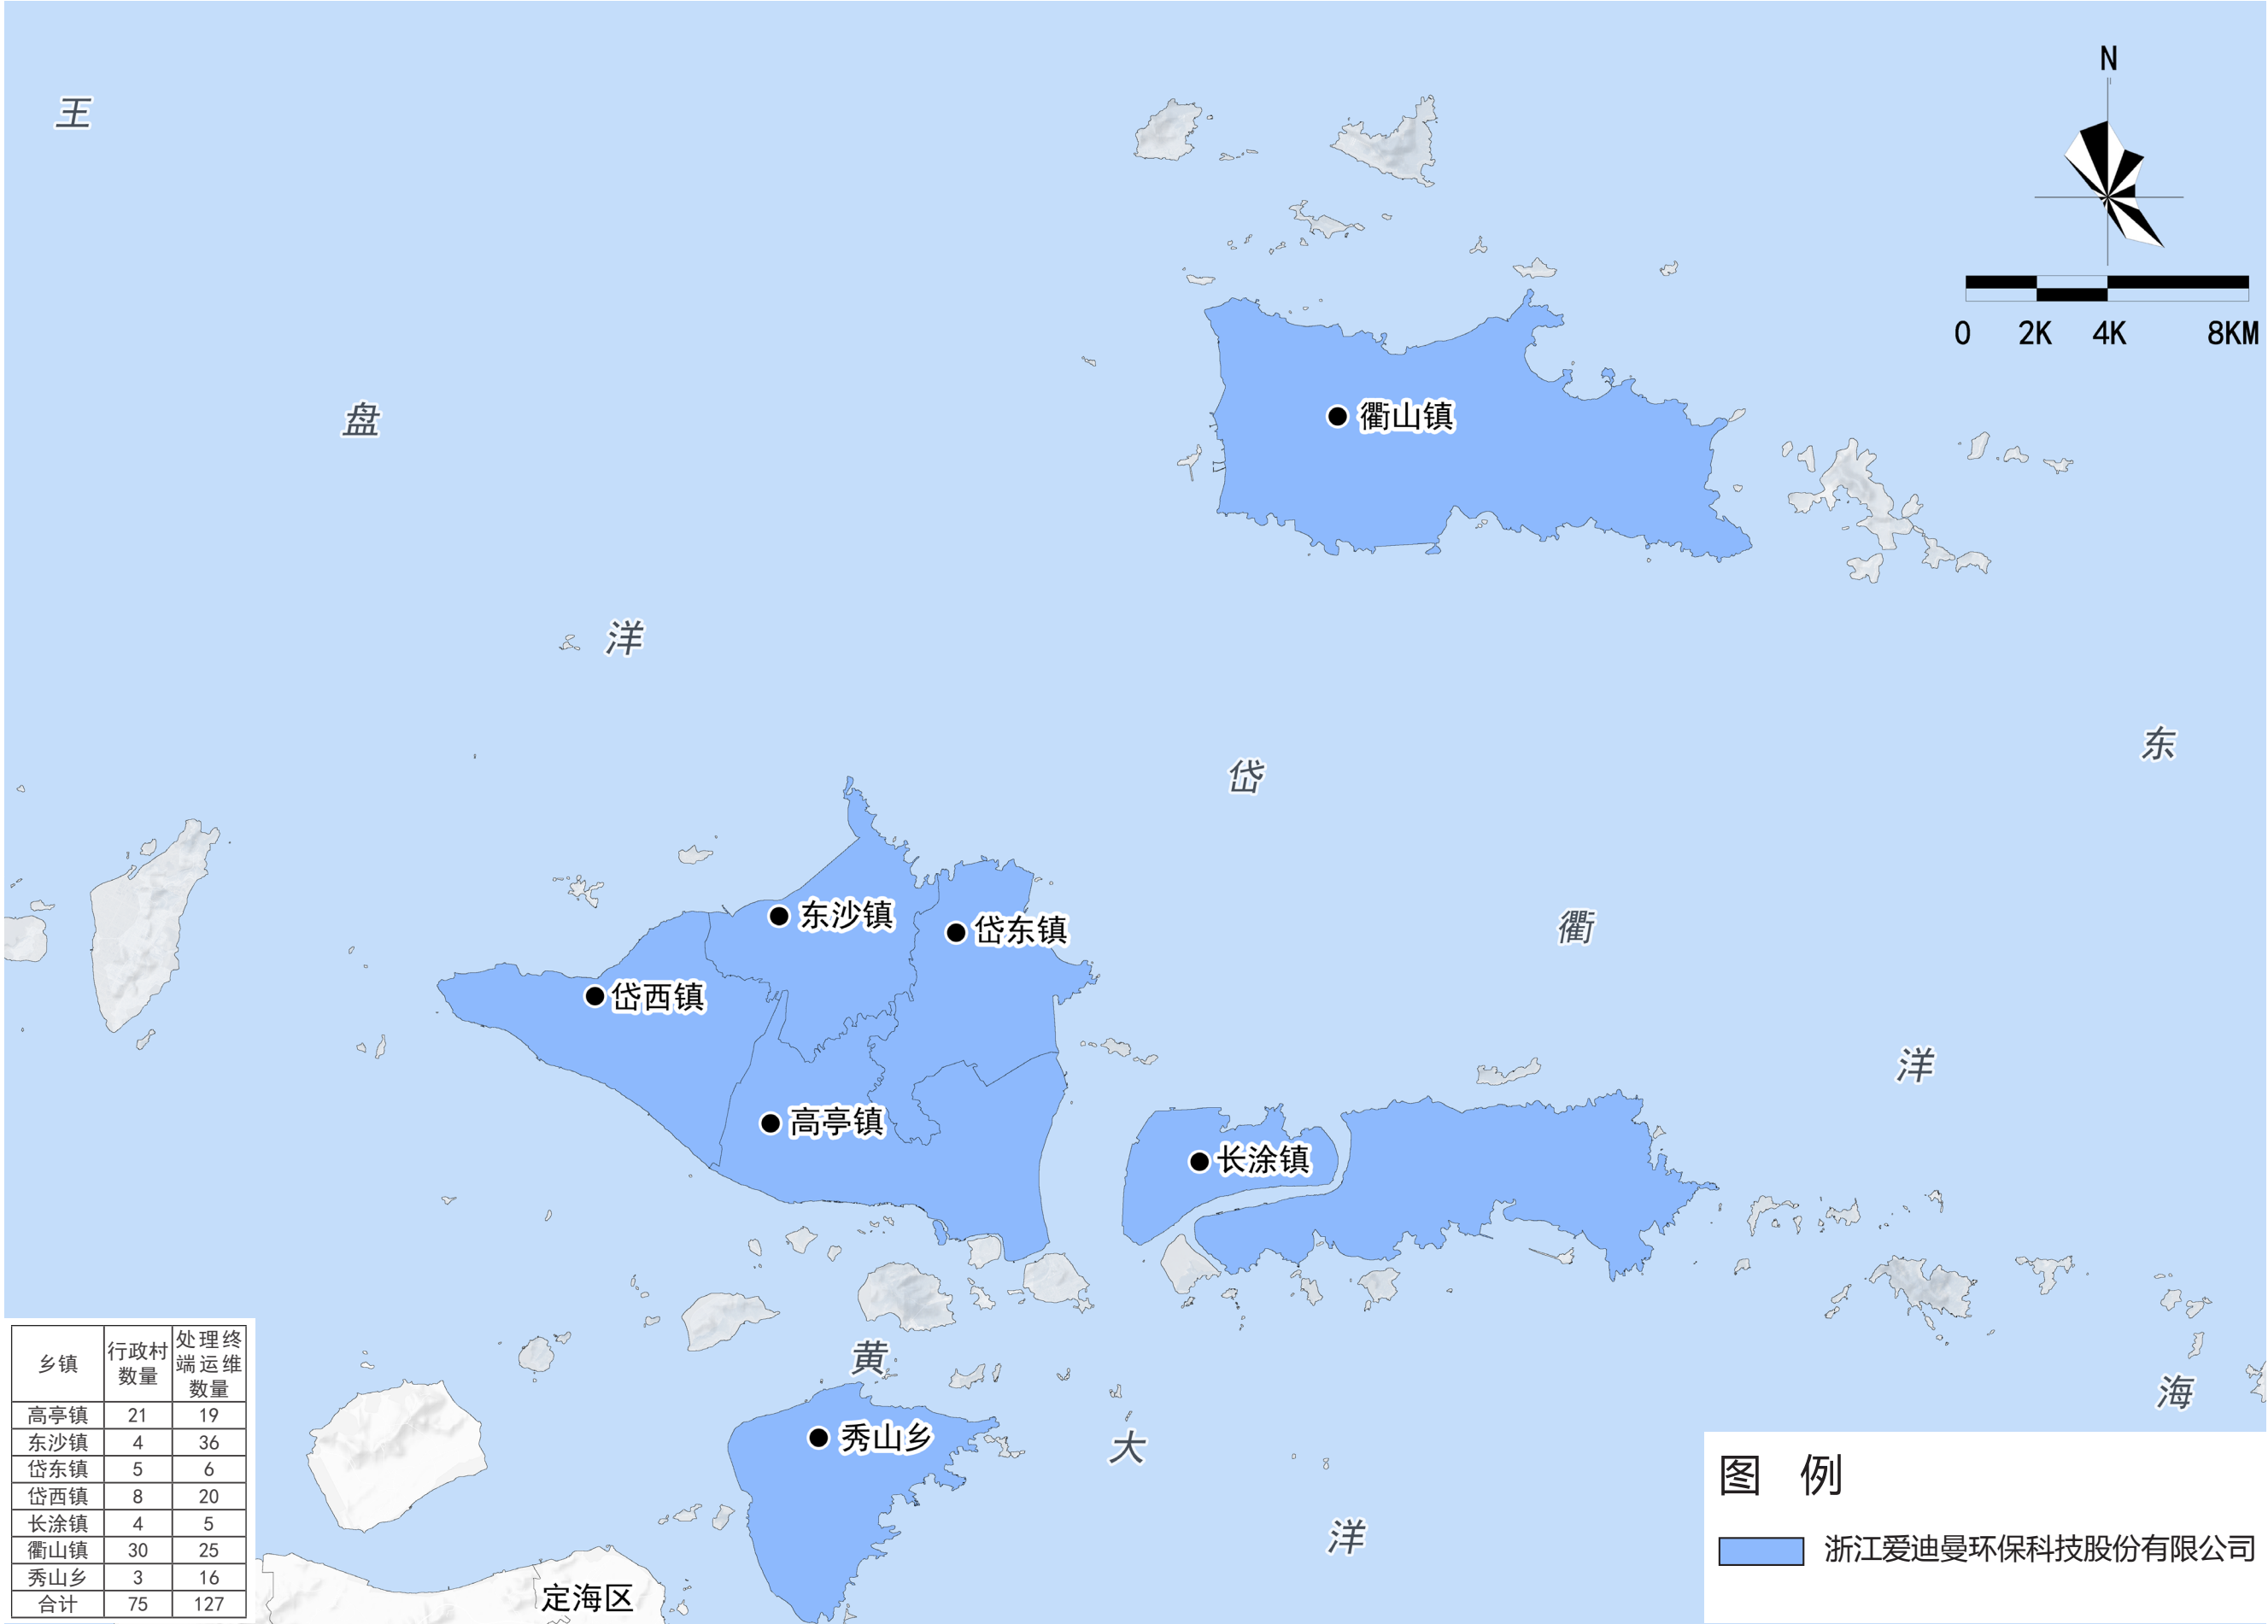 王
N
0 2K 4K 8KM
盘
衢山镇
洋
东
岱
东沙镇
岱东镇
衢
岱西镇
洋
高亭镇
长涂镇
黄
海
秀山乡
大
洋
定海区
乡镇 行政村数量 处理终端运维数量
高亭镇 21 19
东沙镇 4 36
岱东镇 5 6
岱西镇 8 20
长涂镇 4 5
衢山镇 30 25
秀山乡 3 16
合计 75 127
图 例
浙江爱迪曼环保科技股份有限公司